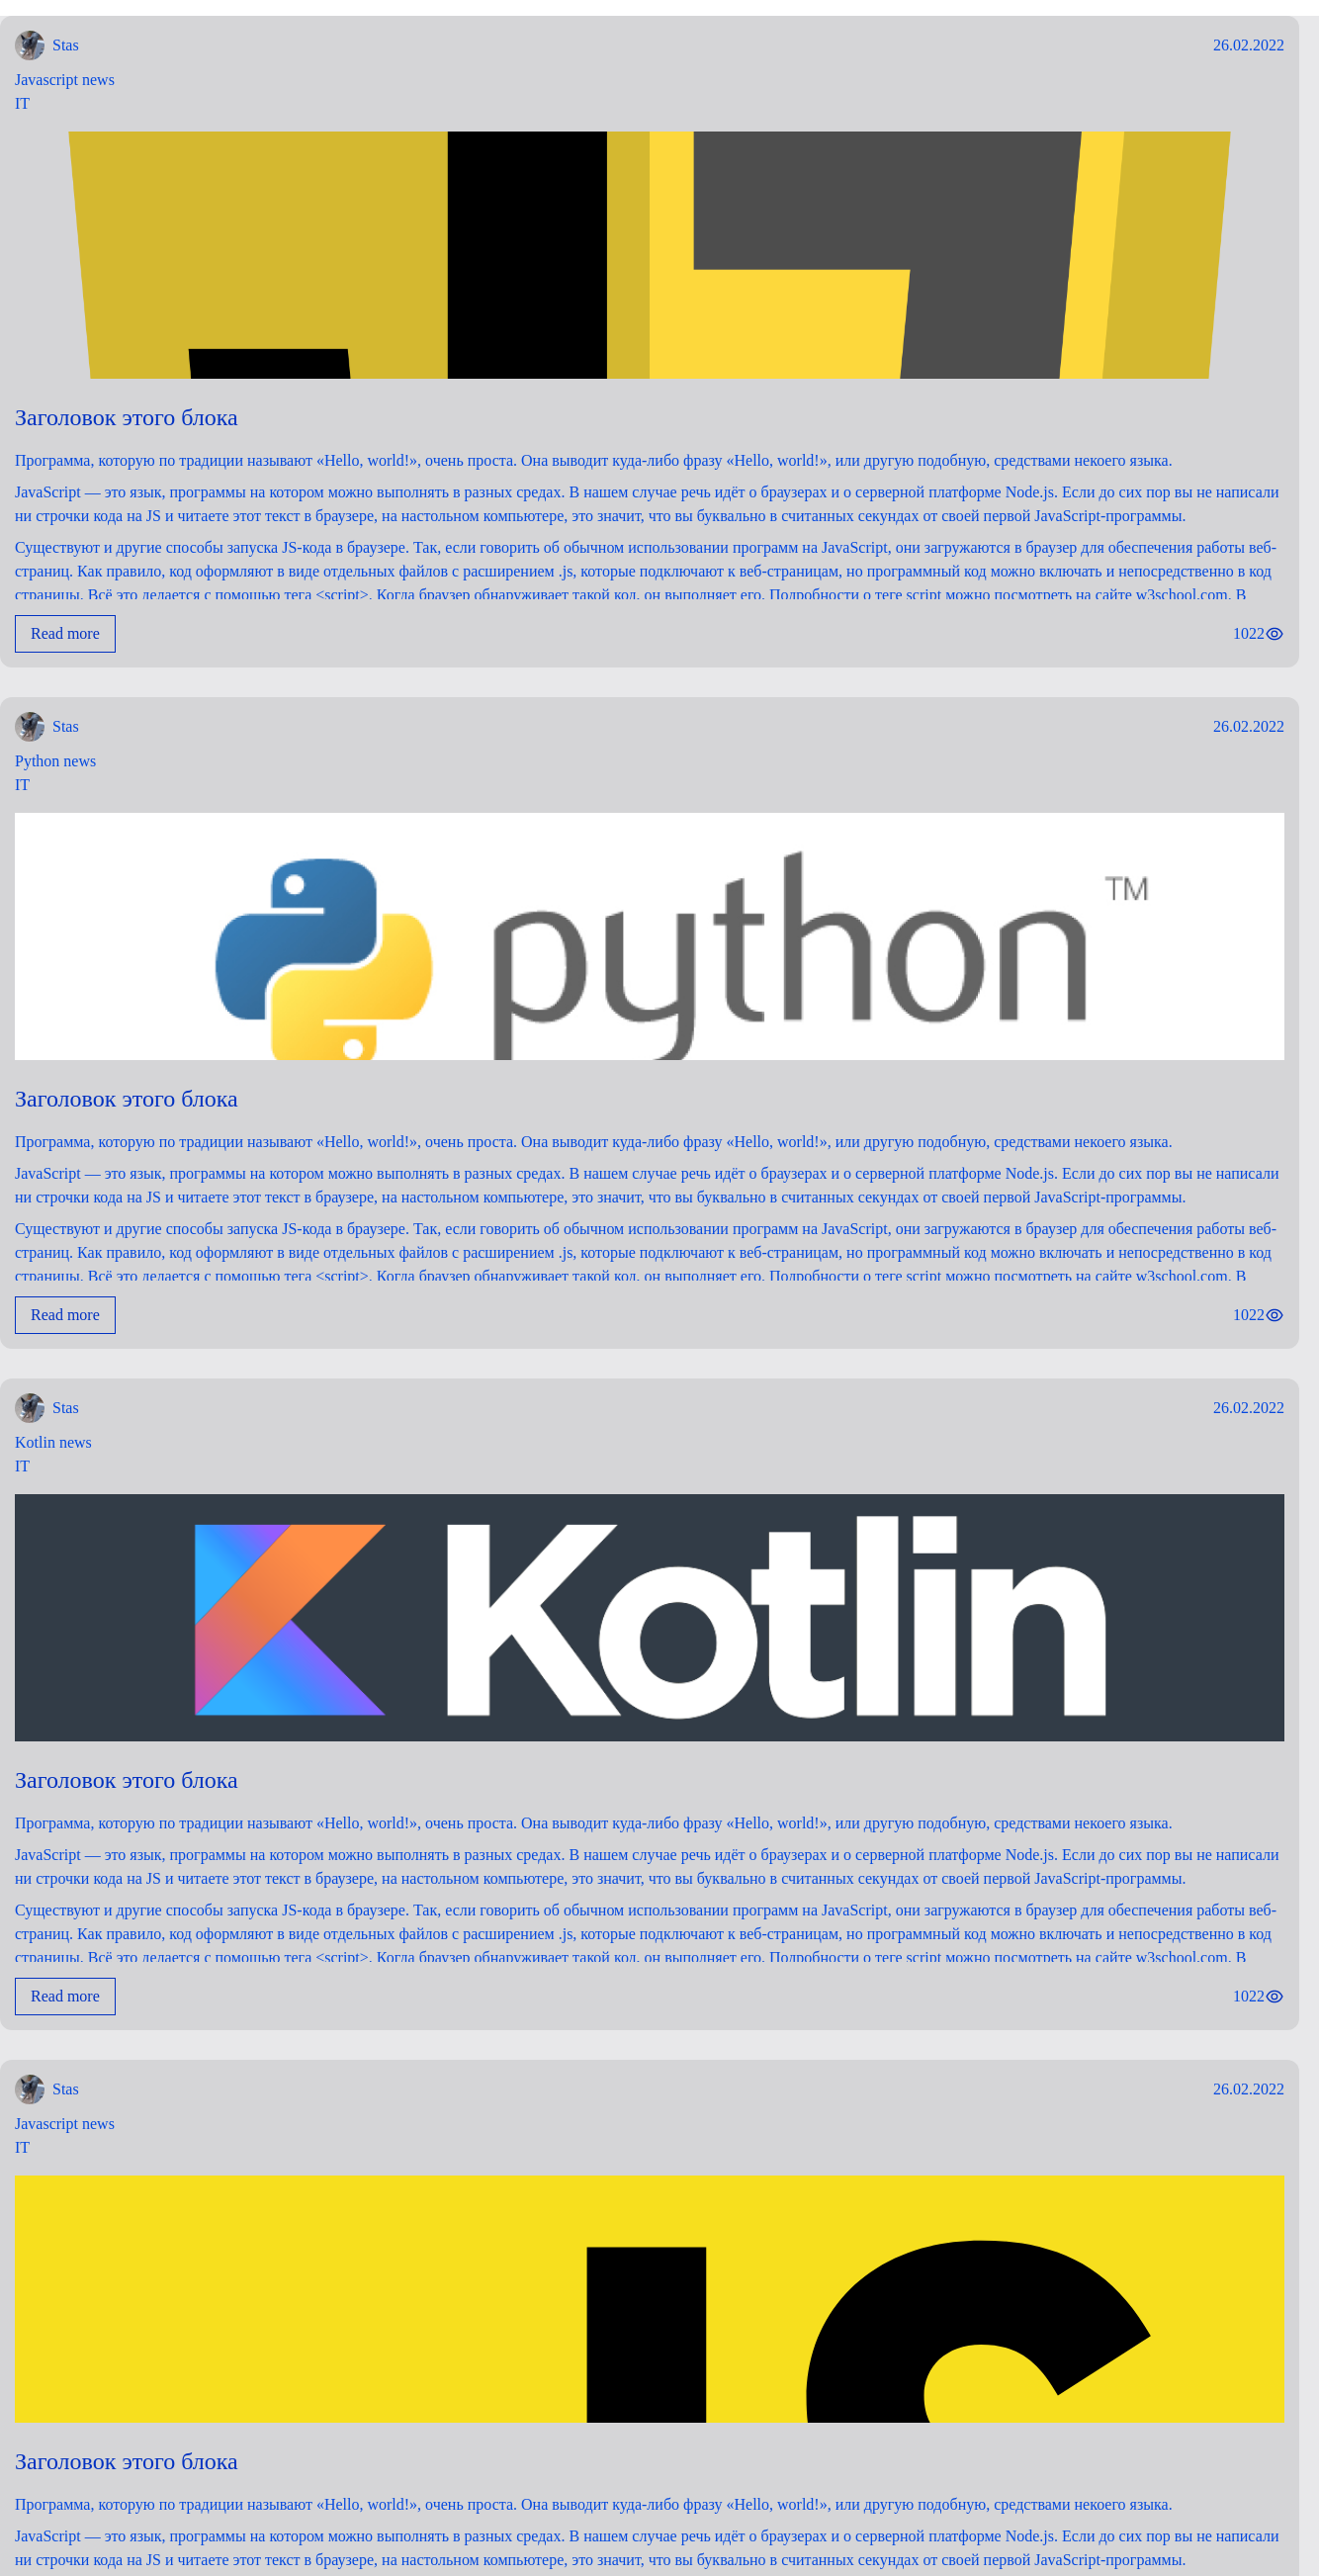 Stas 26.02.2022
Javascript news
IT
Заголовок этого блока
Программа, которую по традиции называют «Hello, world!», очень проста. Она выводит куда-либо фразу «Hello, world!», или другую подобную, средствами некоего языка.
JavaScript — это язык, программы на котором можно выполнять в разных средах. В нашем случае речь идёт о браузерах и о серверной платформе Node.js. Если до сих пор вы не написали
ни строчки кода на JS и читаете этот текст в браузере, на настольном компьютере, это значит, что вы буквально в считанных секундах от своей первой JavaScript-программы.
Существуют и другие способы запуска JS-кода в браузере. Так, если говорить об обычном использовании программ на JavaScript, они загружаются в браузер для обеспечения работы веб-
страниц. Как правило, код оформляют в виде отдельных файлов с расширением .js, которые подключают к веб-страницам, но программный код можно включать и непосредственно в код
страницы. Всё это делается с помощью тега <script>. Когда браузер обнаруживает такой код, он выполняет его. Подробности о теге script можно посмотреть на сайте w3school.com. В
Read more 1022
Stas 26.02.2022
Python news
IT
python TM
Заголовок этого блока
Программа, которую по традиции называют «Hello, world!», очень проста. Она выводит куда-либо фразу «Hello, world!», или другую подобную, средствами некоего языка.
JavaScript — это язык, программы на котором можно выполнять в разных средах. В нашем случае речь идёт о браузерах и о серверной платформе Node.js. Если до сих пор вы не написали
ни строчки кода на JS и читаете этот текст в браузере, на настольном компьютере, это значит, что вы буквально в считанных секундах от своей первой JavaScript-программы.
Существуют и другие способы запуска JS-кода в браузере. Так, если говорить об обычном использовании программ на JavaScript, они загружаются в браузер для обеспечения работы веб-
страниц. Как правило, код оформляют в виде отдельных файлов с расширением .js, которые подключают к веб-страницам, но программный код можно включать и непосредственно в код
страницы. Всё это делается с помощью тега <script>. Когда браузер обнаруживает такой код, он выполняет его. Подробности о теге script можно посмотреть на сайте w3school.com. В
Read more 1022
Stas 26.02.2022
Kotlin news
IT
Kotlin
Заголовок этого блока
Программа, которую по традиции называют «Hello, world!», очень проста. Она выводит куда-либо фразу «Hello, world!», или другую подобную, средствами некоего языка.
JavaScript — это язык, программы на котором можно выполнять в разных средах. В нашем случае речь идёт о браузерах и о серверной платформе Node.js. Если до сих пор вы не написали
ни строчки кода на JS и читаете этот текст в браузере, на настольном компьютере, это значит, что вы буквально в считанных секундах от своей первой JavaScript-программы.
Существуют и другие способы запуска JS-кода в браузере. Так, если говорить об обычном использовании программ на JavaScript, они загружаются в браузер для обеспечения работы веб-
страниц. Как правило, код оформляют в виде отдельных файлов с расширением .js, которые подключают к веб-страницам, но программный код можно включать и непосредственно в код
страницы. Всё это делается с помощью тега <script>. Когда браузер обнаруживает такой код, он выполняет его. Подробности о теге script можно посмотреть на сайте w3school.com. В
Read more 1022
Stas 26.02.2022
Javascript news
IT
JS
Заголовок этого блока
Программа, которую по традиции называют «Hello, world!», очень проста. Она выводит куда-либо фразу «Hello, world!», или другую подобную, средствами некоего языка.
JavaScript — это язык, программы на котором можно выполнять в разных средах. В нашем случае речь идёт о браузерах и о серверной платформе Node.js. Если до сих пор вы не написали
ни строчки кода на JS и читаете этот текст в браузере, на настольном компьютере, это значит, что вы буквально в считанных секундах от своей первой JavaScript-программы.